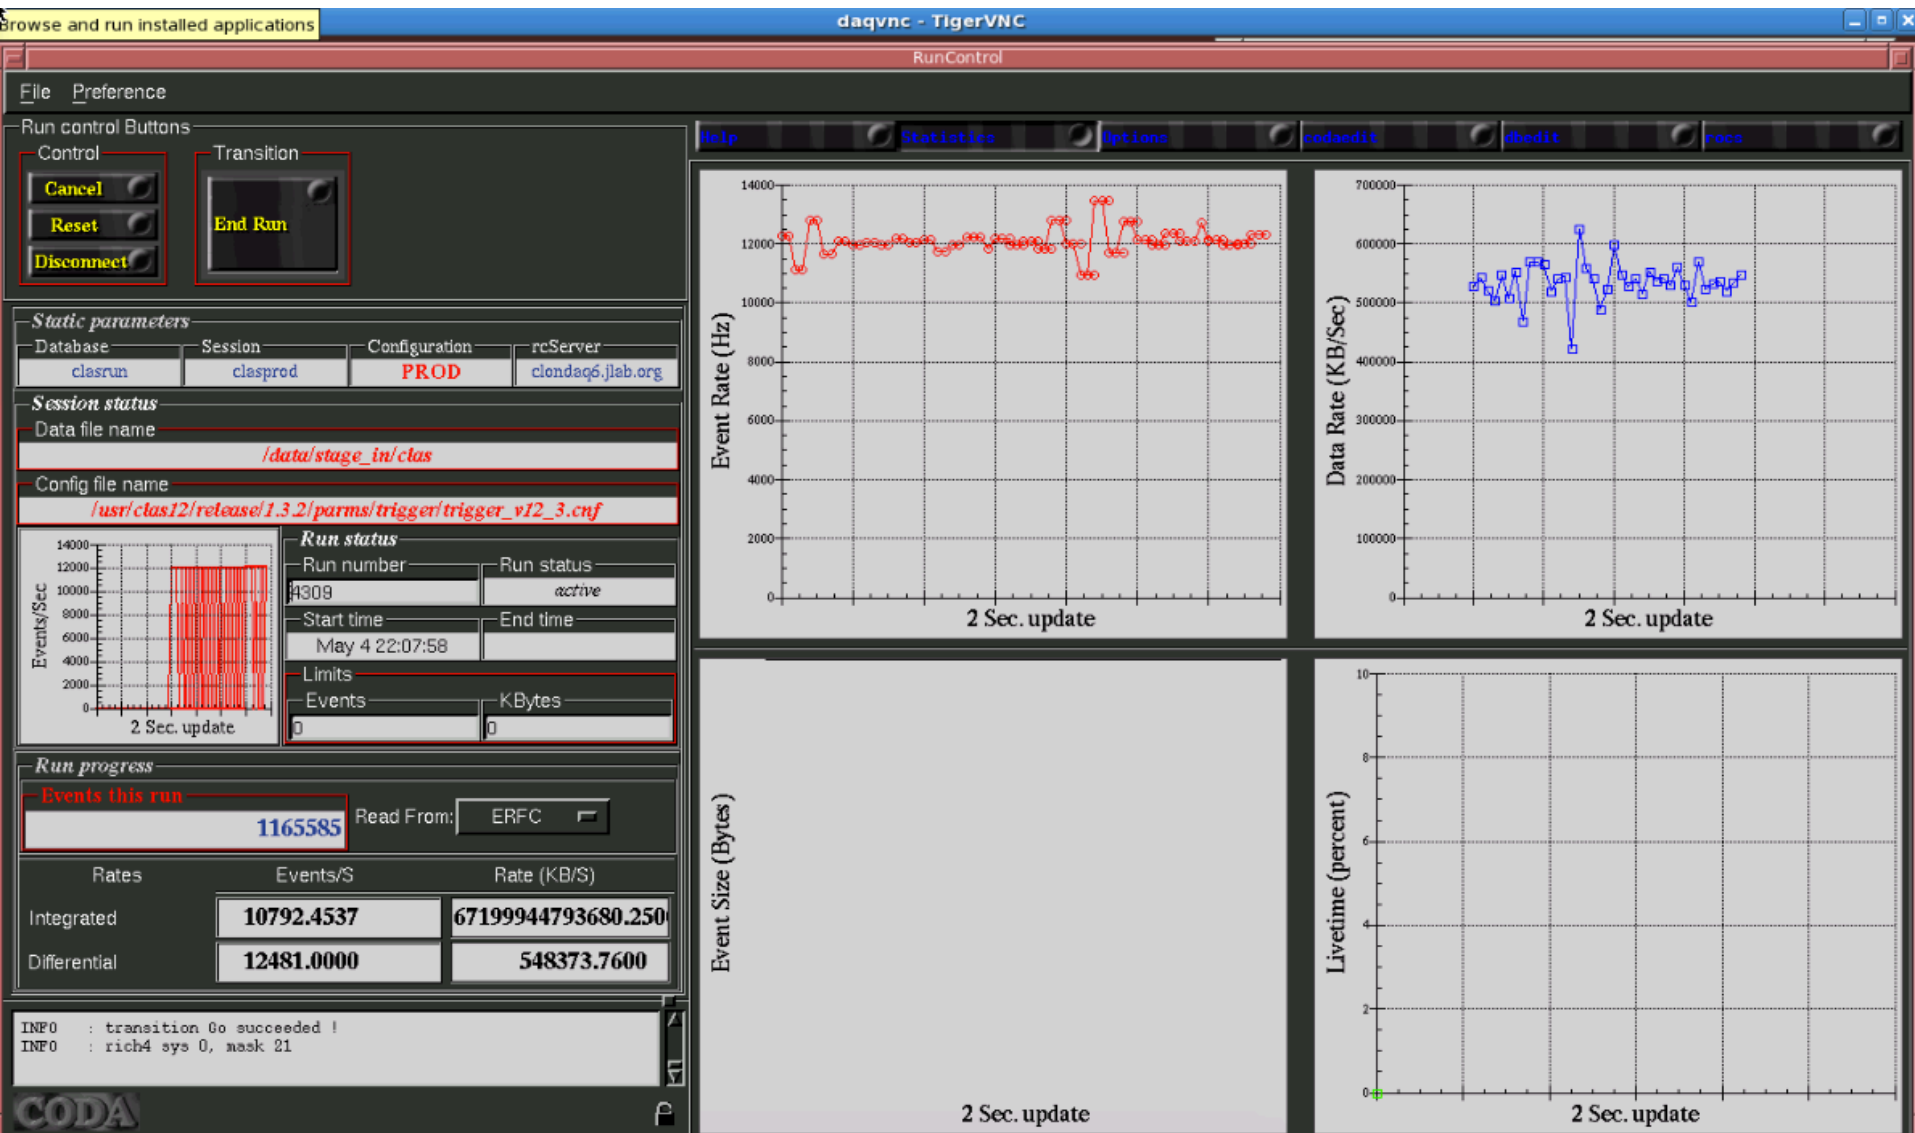 Browse and run installed applications
daqvnc - TigerVNC
RunControl
File Preference
Run control Buttons
Control
Transition
Cancel
Reset
Disconnect
End Run
Help Statistics Options codaedit dbedit rocs
Static parameters
Database Session Configuration rcServer
clasrun clasprod PROD clondaq6.jlab.org
Session status
Data file name
/data/stage_in/clas
Config file name
/usr/clas12/release/1.3.2/parms/trigger/trigger_v12_3.cnf
14000
12000
10000
8000
6000
4000
2000
0
Events/Sec
2 Sec. update
Run status
Run number Run status
4309 active
Start time End time
May 4 22:07:58
Limits
Events KBytes
0 0
Run progress
Events this run
1165585
Read From: ERFC
Rates Events/S Rate (KB/S)
Integrated 10792.4537 67199944793680.250
Differential 12481.0000 548373.7600
INFO : transition Go succeeded !
INFO : rich4 sys 0, mask 21
CODA
14000
12000
10000
8000
6000
4000
2000
0
Event Rate (Hz)
2 Sec. update
700000
600000
500000
400000
300000
200000
100000
0
Data Rate (KB/Sec)
2 Sec. update
Event Size (Bytes)
2 Sec. update
10
8
6
4
2
0
Livetime (percent)
2 Sec. update